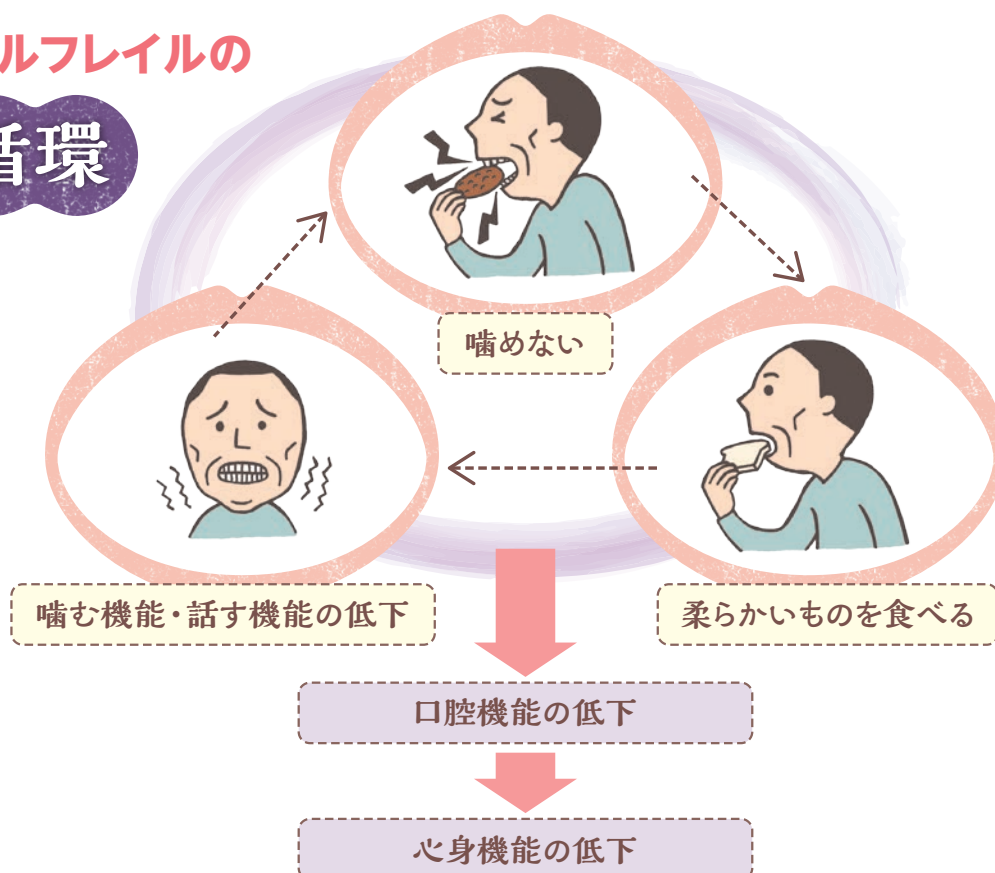 ルフレイルの
循環
噛めない
噛む機能・話す機能の低下
柔らかいものを食べる
口腔機能の低下
心身機能の低下